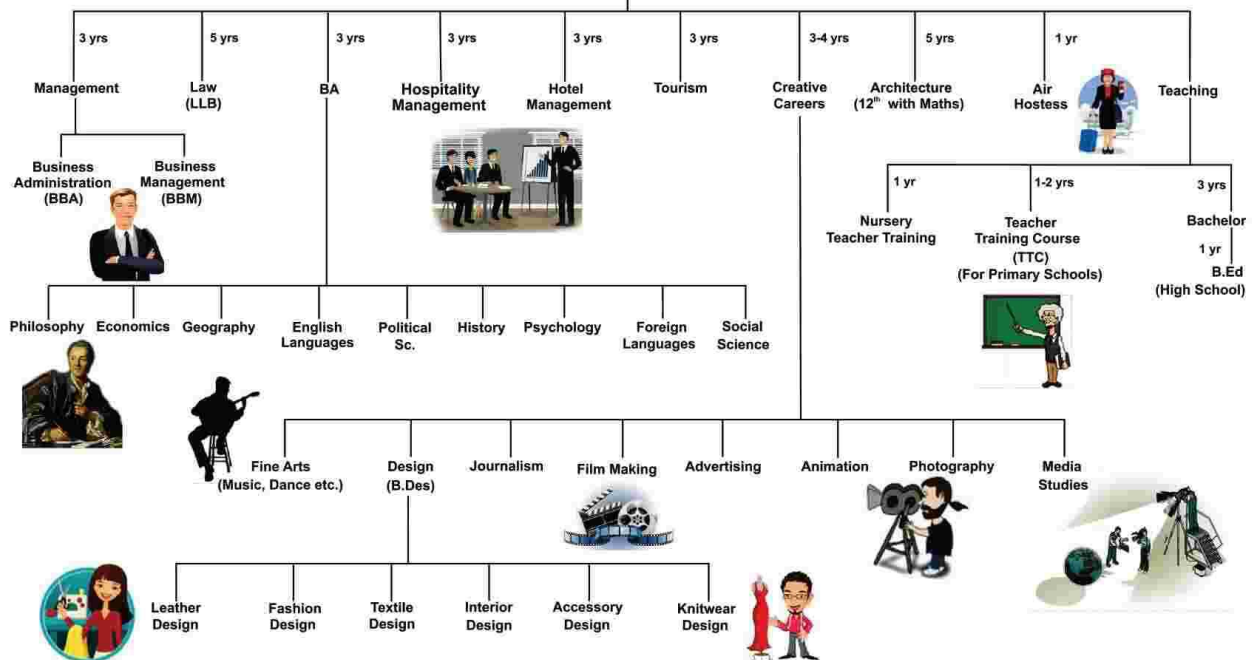 3 yrs
5 yrs
3 yrs
3 yrs
3 yrs
3 yrs
3-4 yrs
5 yrs
1 yr
Management
Law
(LLB)
BA
Hospitality
Management
Hotel
Management
Tourism
Creative
Careers
Architecture
(12th with Maths)
Air
Hostess
Teaching
Business
Administration
(BBA)
Business
Management
(BBM)
1 yr
1-2 yrs
3 yrs
Nursery
Teacher Training
Teacher
Training Course
(TTC)
(For Primary Schools)
Bachelor
1 yr
B.Ed
(High School)
Philosophy
Economics
Geography
English
Languages
Political
Sc.
History
Psychology
Foreign
Languages
Social
Science
Fine Arts
(Music, Dance etc.)
Design
(B.Des)
Journalism
Film Making
Advertising
Animation
Photography
Media
Studies
Leather
Design
Fashion
Design
Textile
Design
Interior
Design
Accessory
Design
Knitwear
Design